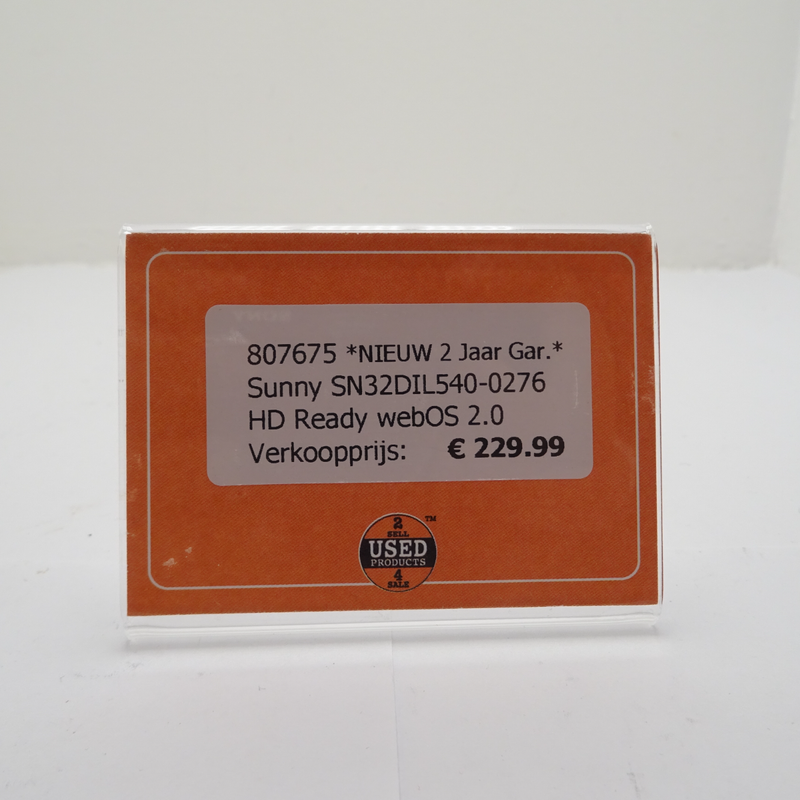 807675 *NIEUW 2 Jaar Gar.*
Sunny SN32DIL540-0276
HD Ready webOS 2.0
Verkoopprijs: € 229.99
2
SELL
USED
PRODUCTS
4
SALE
TM